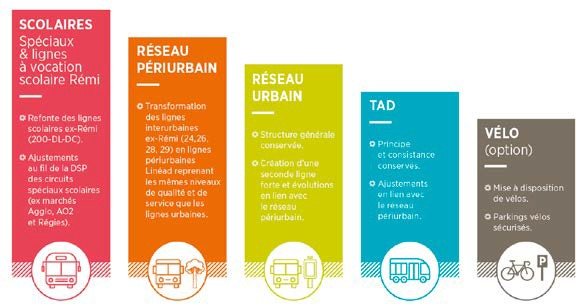 SCOLAIRES
Spéciaux
& lignes
à vocation
scolaire Rémi
Refonte des lignes
scolaires ex-Rémi
(200-DL-DC).
Ajustements
au fil de la DSP
des circuits
spéciaux scolaires
(ex marchés
Agglo, AO2
et Régies).
RÉSEAU
PÉRIURBAIN
Transformation
des lignes
interurbaines
ex-Rémi (24,26,
28, 29) en lignes
périurbaines
Linéad reprenant
les mêmes niveaux
de qualité et de
service que les
lignes urbaines.
RÉSEAU
URBAIN
Structure générale
conservée.
Création d'une
seconde ligne
forte et évolutions
en lien avec
le réseau
périurbain.
TAD
Principe
et consistance
conservés.
Ajustements
en lien avec
le réseau
périurbain.
VÉLO
(option)
Mise à disposition
de vélos.
Parkings vélos
sécurisés.
P